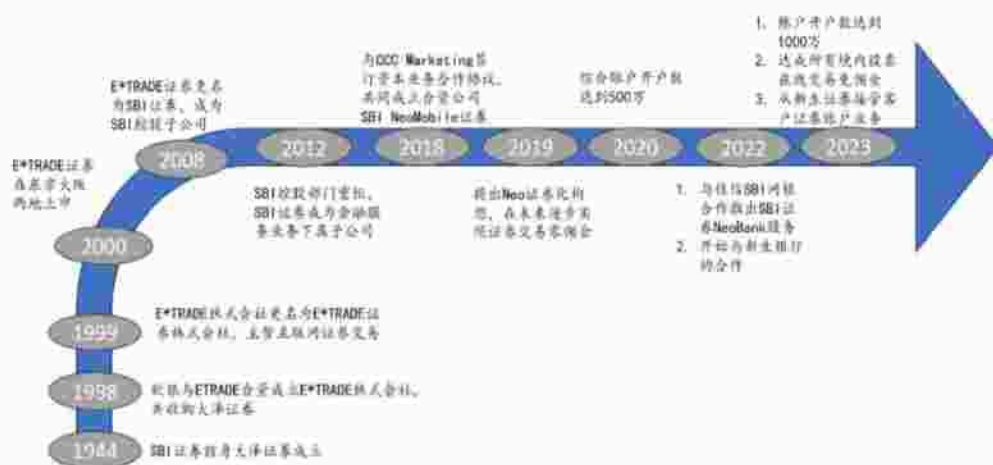 1. 账户开户数达到
1000万
2. 达成所有境内股票
在线交易免佣金
3. 从新生证券接管客
户证券账户业务
与CCC Marketing签
订资本业务合作协议，
共同成立合资公司
SBI NeoMobile证券
综合账户开户数
达到500万
E*TRADE证券更名
为SBI证券，成为
SBI控股子公司
2008
2012
2018
2019
2020
2022
2023
E*TRADE证券
在东京大阪
两地上市
SBI控股部门重组，
SBI证券成为金融服
务业务下属子公司
提出Neo证券化构
想，在未来逐步实
现证券交易零佣金
1. 与住信SBI网银
合作推出SBI证
券NeoBank服务
2. 开始与新生银行
的合作
2000
1999
E*TRADE株式会社更名为E*TRADE证
券株式会社，主营互联网证券交易
1998
软银与ETRADE合资成立E*TRADE株式会社，
并收购大泽证券
1944
SBI证券前身大泽证券成立